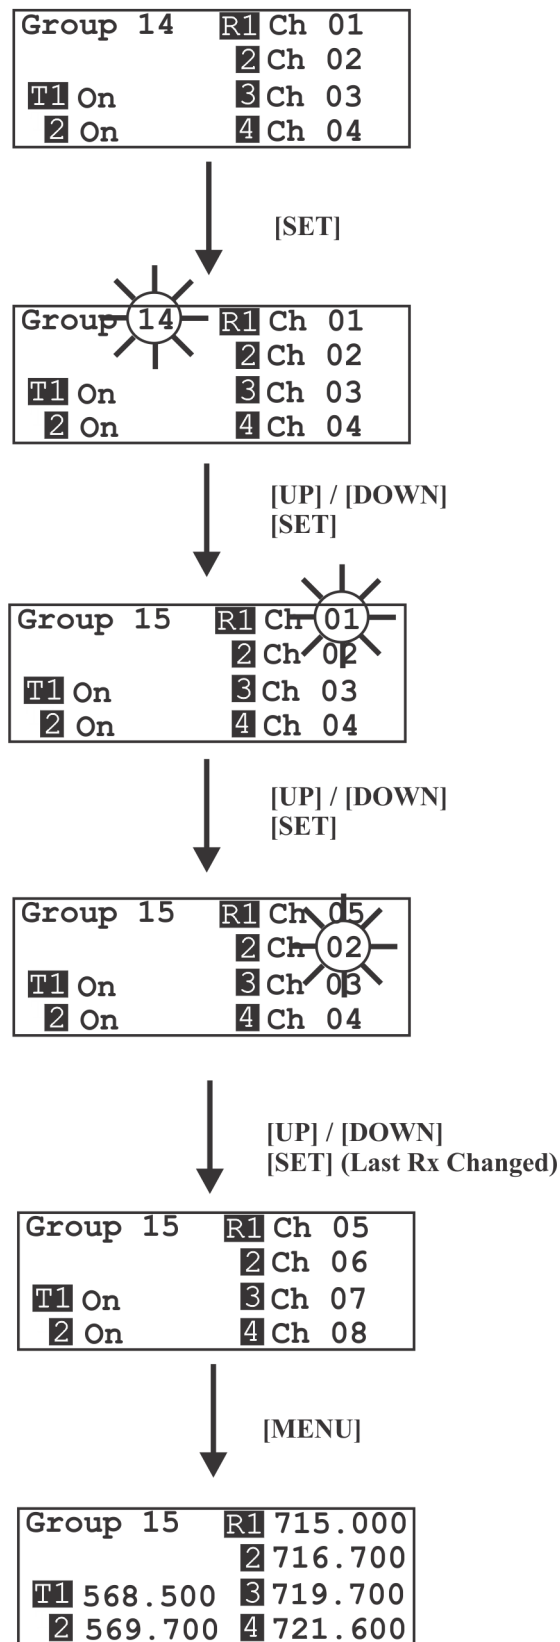 Group 14 R1 Ch 01
2 Ch 02
T1 On 3 Ch 03
2 On 4 Ch 04
[SET]
Group 14 R1 Ch 01
2 Ch 02
T1 On 3 Ch 03
2 On 4 Ch 04
[UP] / [DOWN]
[SET]
Group 15 R1 Ch 01
2 Ch 02
T1 On 3 Ch 03
2 On 4 Ch 04
[UP] / [DOWN]
[SET]
Group 15 R1 Ch 05
2 Ch 02
T1 On 3 Ch 03
2 On 4 Ch 04
[UP] / [DOWN]
[SET] (Last Rx Changed)
Group 15 R1 Ch 05
2 Ch 06
T1 On 3 Ch 07
2 On 4 Ch 08
[MENU]
Group 15 R1 715.000
2 716.700
T1 568.500 3 719.700
2 569.700 4 721.600